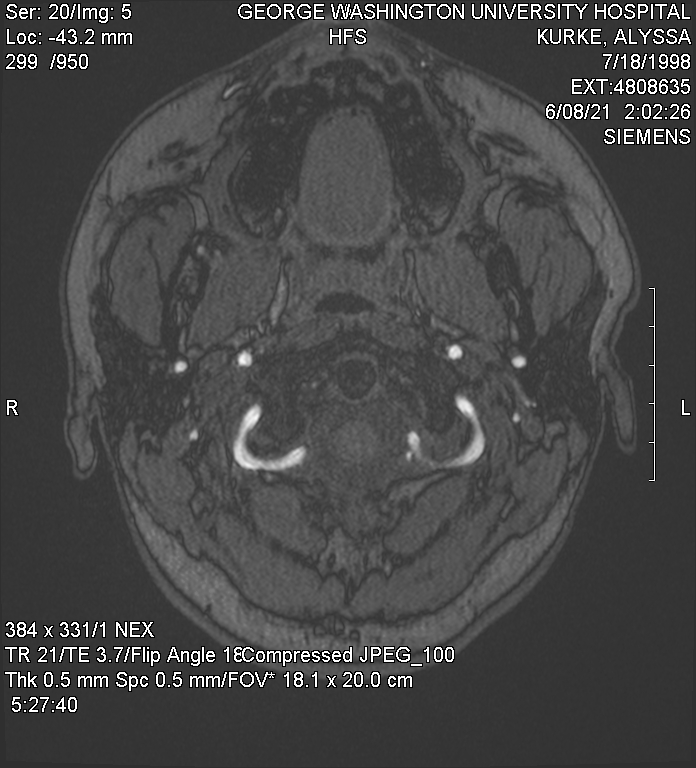 Ser: 20/Img: 5
Loc: -43.2 mm
299 /950
HFS
GEORGE WASHINGTON UNIVERSITY HOSPITAL
KURKE, ALYSSA
7/18/1998
EXT:4808635
6/08/21 2:02:26
SIEMENS
R
L
384 x 331/1 NEX
TR 21/TE 3.7/Flip Angle 18Compressed JPEG_100
Thk 0.5 mm Spc 0.5 mm/FOV* 18.1 x 20.0 cm
5:27:40